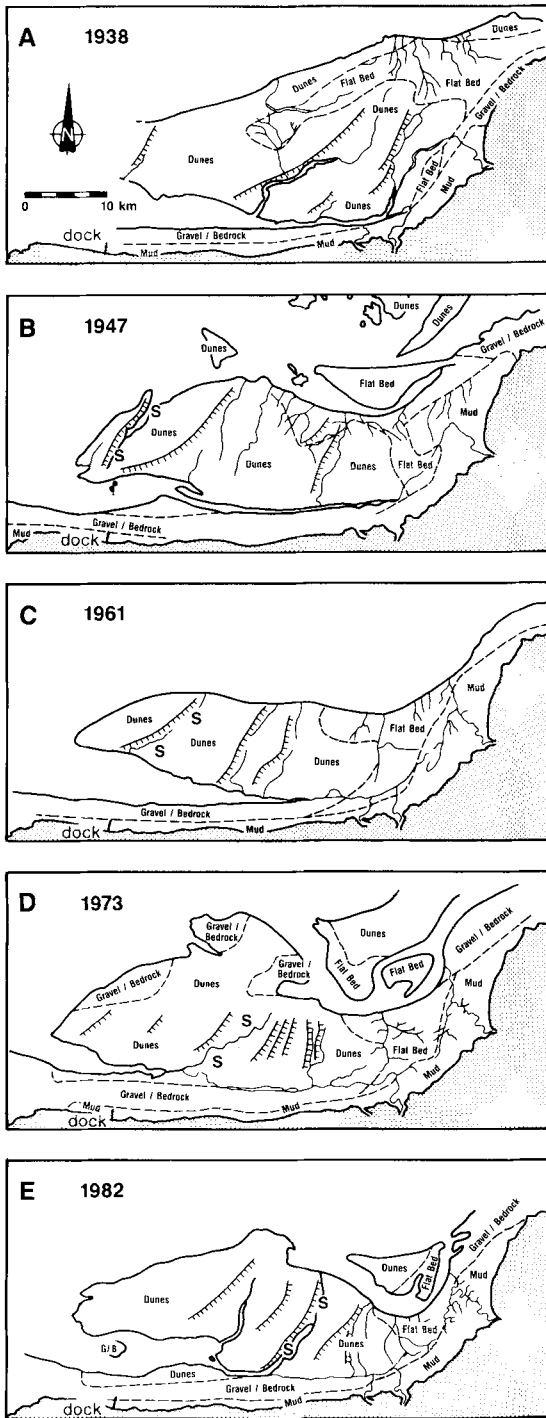 A 1938
Dunes
Dunes
Flat Bed
Flat Bed
Dunes
Gravel / Bedrock
N
Dunes
Flat Bed
Mud
0 10 km
Dunes
dock
Gravel / Bedrock
Mud
B 1947
Dunes
Dunes
Dunes
Gravel / Bedrock
Flat Bed
S
Dunes
Mud
S
Dunes
Dunes
Flat Bed
Gravel / Bedrock
Mud
dock
C 1961
Dunes
S
Mud
Flat Bed
S
Dunes
Dunes
Gravel / Bedrock
dock
Mud
D 1973
Gravel / Bedrock
Dunes
Gravel / Bedrock
Gravel / Bedrock
Flat Bed
Flat Bed
Gravel / Bedrock
Dunes
Mud
S
Dunes
Dunes
Flat Bed
S
Mud
Gravel / Bedrock
Mud
Mud
dock
E 1982
Gravel / Bedrock
Dunes
Flat Bed
Mud
Dunes
S
Flat Bed
G/B
S
Dunes
Mud
Dunes
Gravel / Bedrock
dock